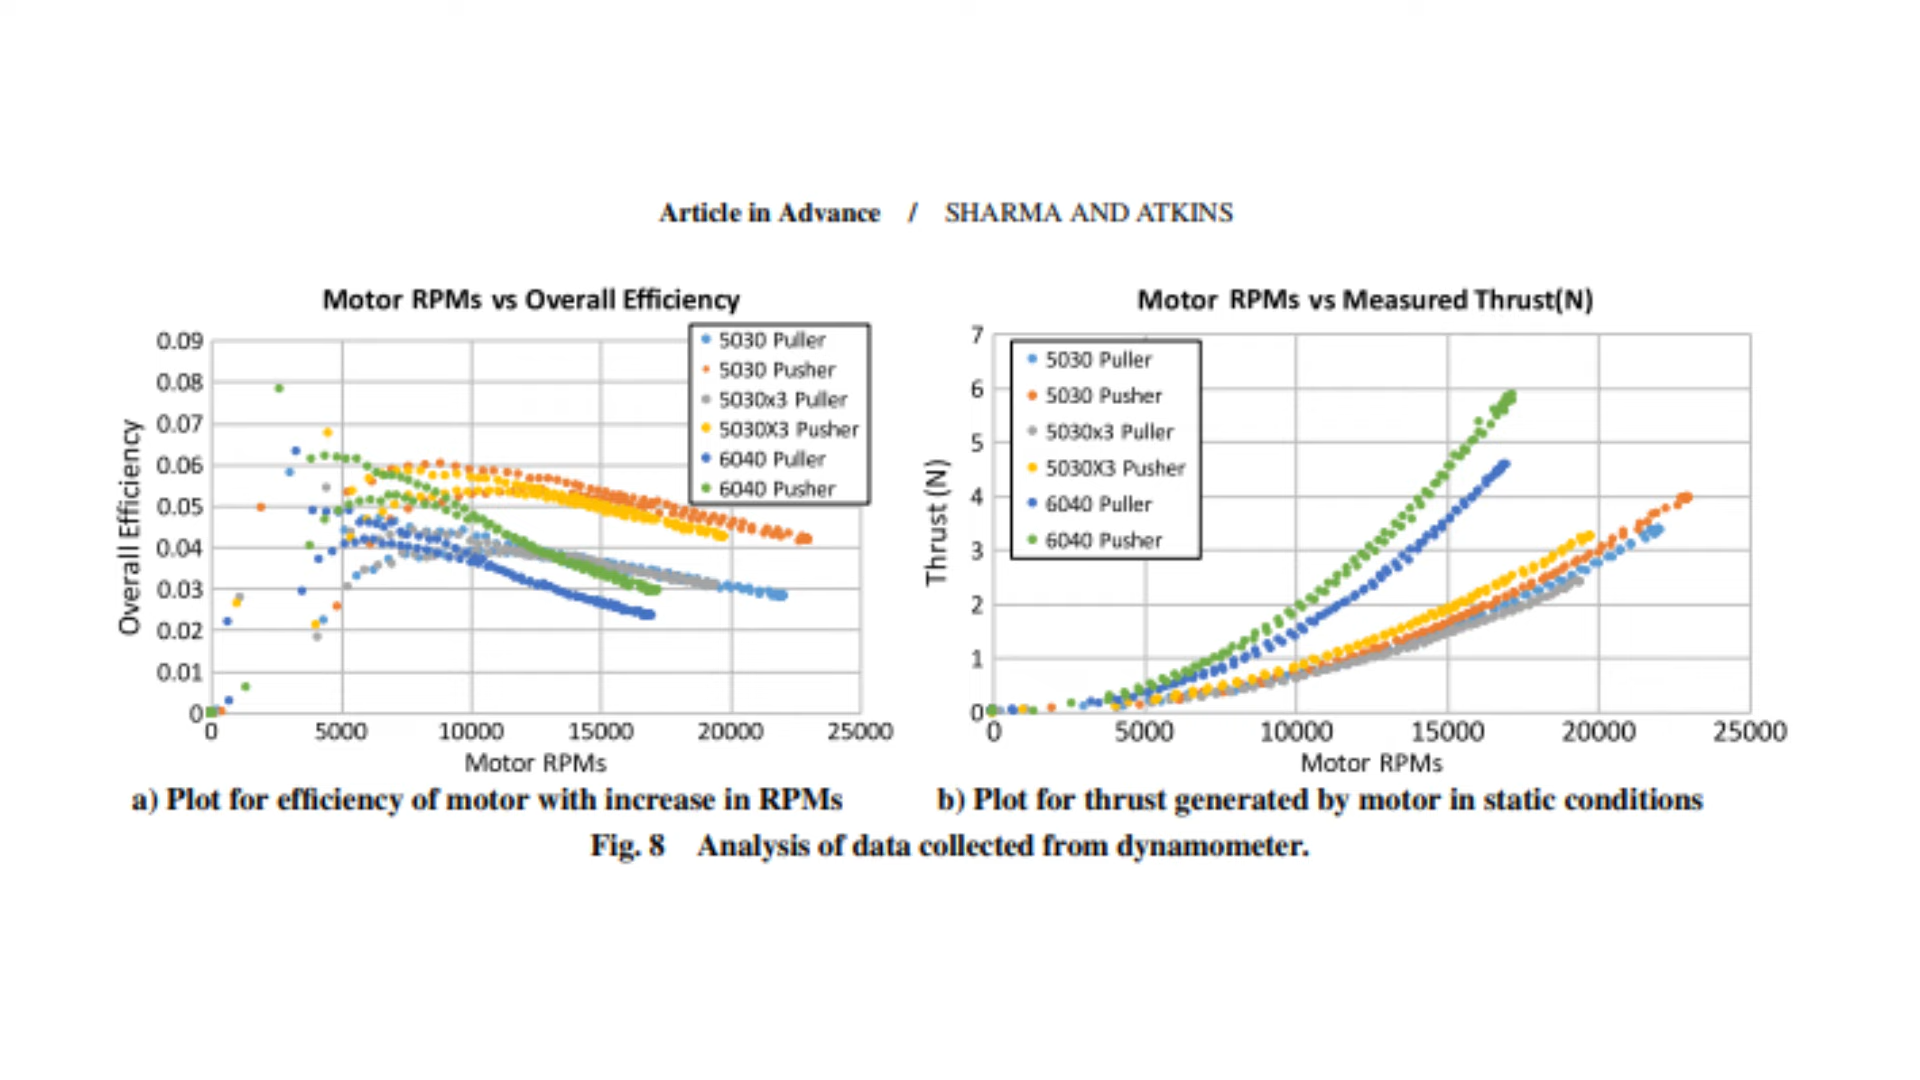 Article in Advance / SHARMA AND ATKINS
Motor RPMs vs Overall Efficiency
0.09
0.08
0.07
0.06
0.05
0.04
0.03
0.02
0.01
0
Overall Efficiency
5030 Puller
5030 Pusher
5030x3 Puller
5030X3 Pusher
6040 Puller
6040 Pusher
0 5000 10000 15000 20000 25000
Motor RPMs
a) Plot for efficiency of motor with increase in RPMs
Motor RPMs vs Measured Thrust(N)
7
6
5
4
3
2
1
0
Thrust (N)
5030 Puller
5030 Pusher
5030x3 Puller
5030X3 Pusher
6040 Puller
6040 Pusher
0 5000 10000 15000 20000 25000
Motor RPMs
b) Plot for thrust generated by motor in static conditions
Fig. 8 Analysis of data collected from dynamometer.